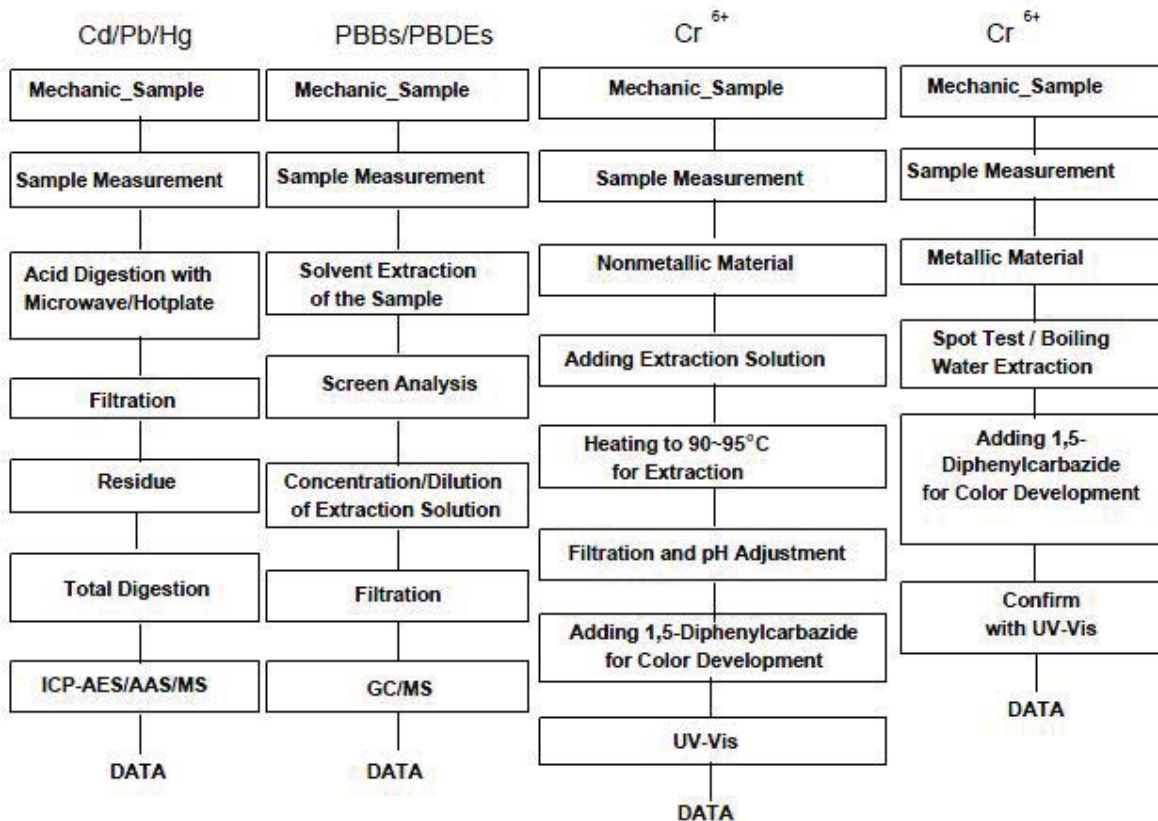 Cd/Pb/Hg
Mechanic_Sample
Sample Measurement
Acid Digestion with
Microwave/Hotplate
Filtration
Residue
Total Digestion
ICP-AES/AAS/MS
DATA
PBBs/PBDEs
Mechanic_Sample
Sample Measurement
Solvent Extraction
of the Sample
Screen Analysis
Concentration/Dilution
of Extraction Solution
Filtration
GC/MS
DATA
Cr 6+
Mechanic_Sample
Sample Measurement
Nonmetallic Material
Adding Extraction Solution
Heating to 90~95°C
for Extraction
Filtration and pH Adjustment
Adding 1,5-Diphenylcarbazide
for Color Development
UV-Vis
DATA
Cr 6+
Mechanic_Sample
Sample Measurement
Metallic Material
Spot Test / Boiling
Water Extraction
Adding 1,5-
Diphenylcarbazide
for Color Development
Confirm
with UV-Vis
DATA